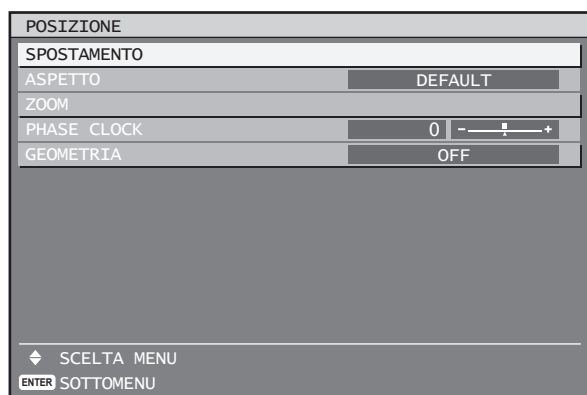 POSIZIONE
SPOSTAMENTO
ASPETTO DEFAULT
ZOOM
PHASE CLOCK 0 - +
GEOMETRIA OFF
SCELTA MENU
ENTER SOTTOMENU